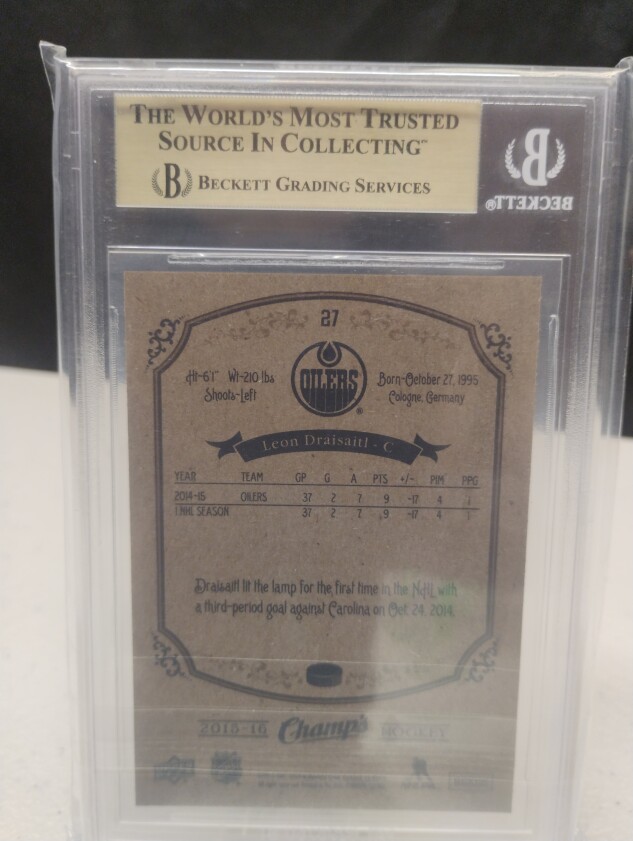 THE WORLD'S MOST TRUSTED
SOURCE IN COLLECTING™
BECKETT GRADING SERVICES
B
BECKETT®
27
Ht-6'1" Wt-210 lbs
Shoots-Left
OILERS
Born-October 27, 1995
Cologne, Germany
Leon Draisaitl - C
YEAR TEAM GP G A PTS +/- PIM PPG
2014-15 OILERS 37 2 7 9 -17 4 1
1 NHL SEASON 37 2 7 9 -17 4 1
Draisaitl lit the lamp for the first time in the NHL with
a third-period goal against Carolina on Oct. 24, 2014.
2015-16 Champ's HOCKEY